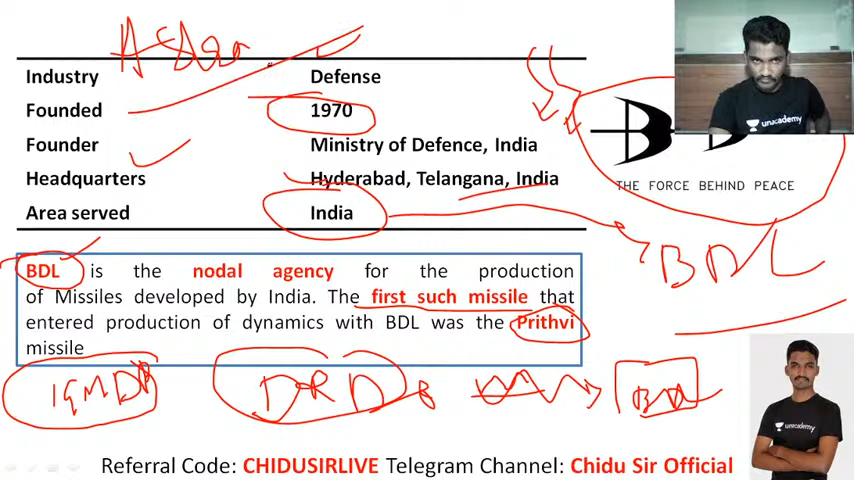 Industry Defense
Founded 1970
Founder Ministry of Defence, India
Headquarters Hyderabad, Telangana, India
Area served India
unacademy
THE FORCE BEHIND PEACE
BDL is the nodal agency for the production
of Missiles developed by India. The first such missile that
entered production of dynamics with BDL was the Prithvi
missile
BDL
IGMDP
DRDO
BDL
unacademy
Referral Code: CHIDUSIRLIVE Telegram Channel: Chidu Sir Official